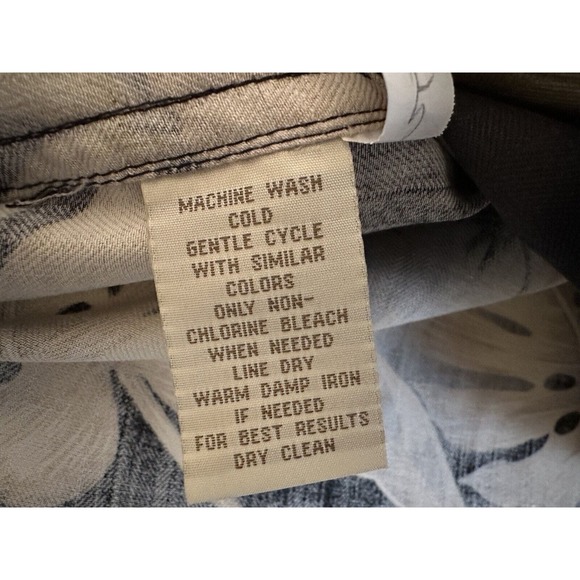 MACHINE WASH
COLD
GENTLE CYCLE
WITH SIMILAR
COLORS
ONLY NON-
CHLORINE BLEACH
WHEN NEEDED
LINE DRY
WARM DAMP IRON
IF NEEDED
FOR BEST RESULTS
DRY CLEAN